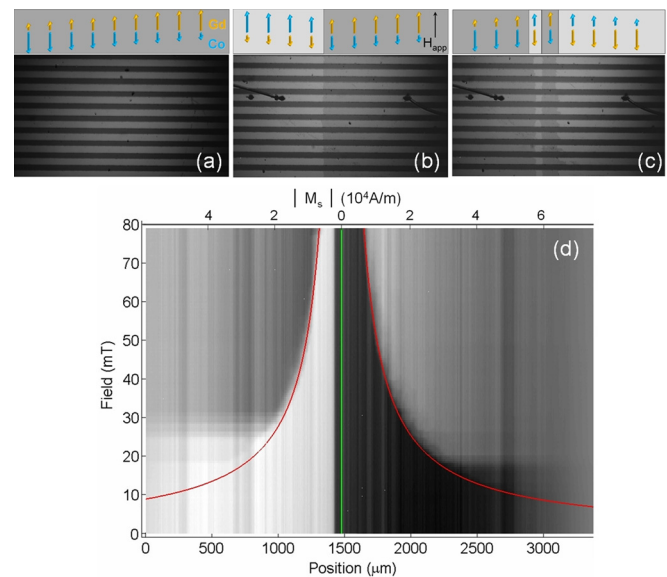 Gd
Co
H_app
(a)
(b)
(c)
| M_s | (10^4A/m)
4 2 0 2 4 6
(d)
80
70
60
50
40
30
20
10
0
Field (mT)
0 500 1000 1500 2000 2500 3000
Position (μm)